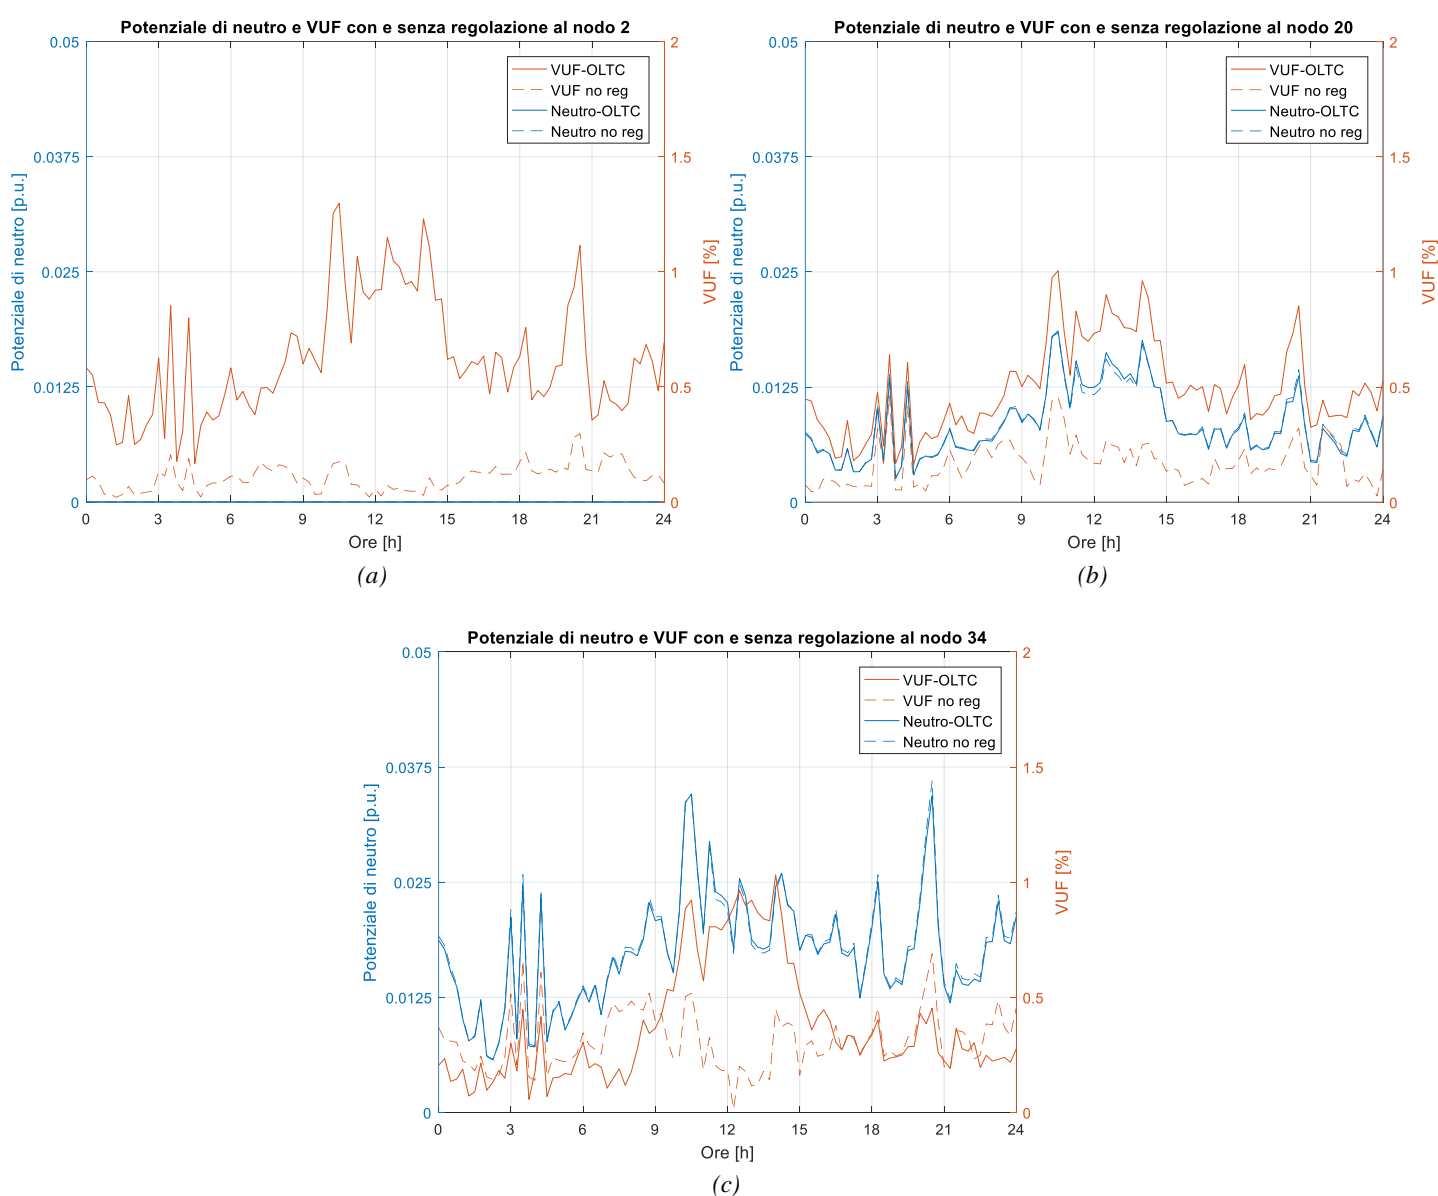 Potenziale di neutro e VUF con e senza regolazione al nodo 2
0.05
0.0375
0.025
0.0125
0
Potenziale di neutro [p.u.]
2
1.5
1
0.5
0
VUF [%]
VUF-OLTC
VUF no reg
Neutro-OLTC
Neutro no reg
0 3 6 9 12 15 18 21 24
Ore [h]
(a)
Potenziale di neutro e VUF con e senza regolazione al nodo 20
0.05
0.0375
0.025
0.0125
0
Potenziale di neutro [p.u.]
2
1.5
1
0.5
0
VUF [%]
VUF-OLTC
VUF no reg
Neutro-OLTC
Neutro no reg
0 3 6 9 12 15 18 21 24
Ore [h]
(b)
Potenziale di neutro e VUF con e senza regolazione al nodo 34
0.05
0.0375
0.025
0.0125
0
Potenziale di neutro [p.u.]
2
1.5
1
0.5
0
VUF [%]
VUF-OLTC
VUF no reg
Neutro-OLTC
Neutro no reg
0 3 6 9 12 15 18 21 24
Ore [h]
(c)